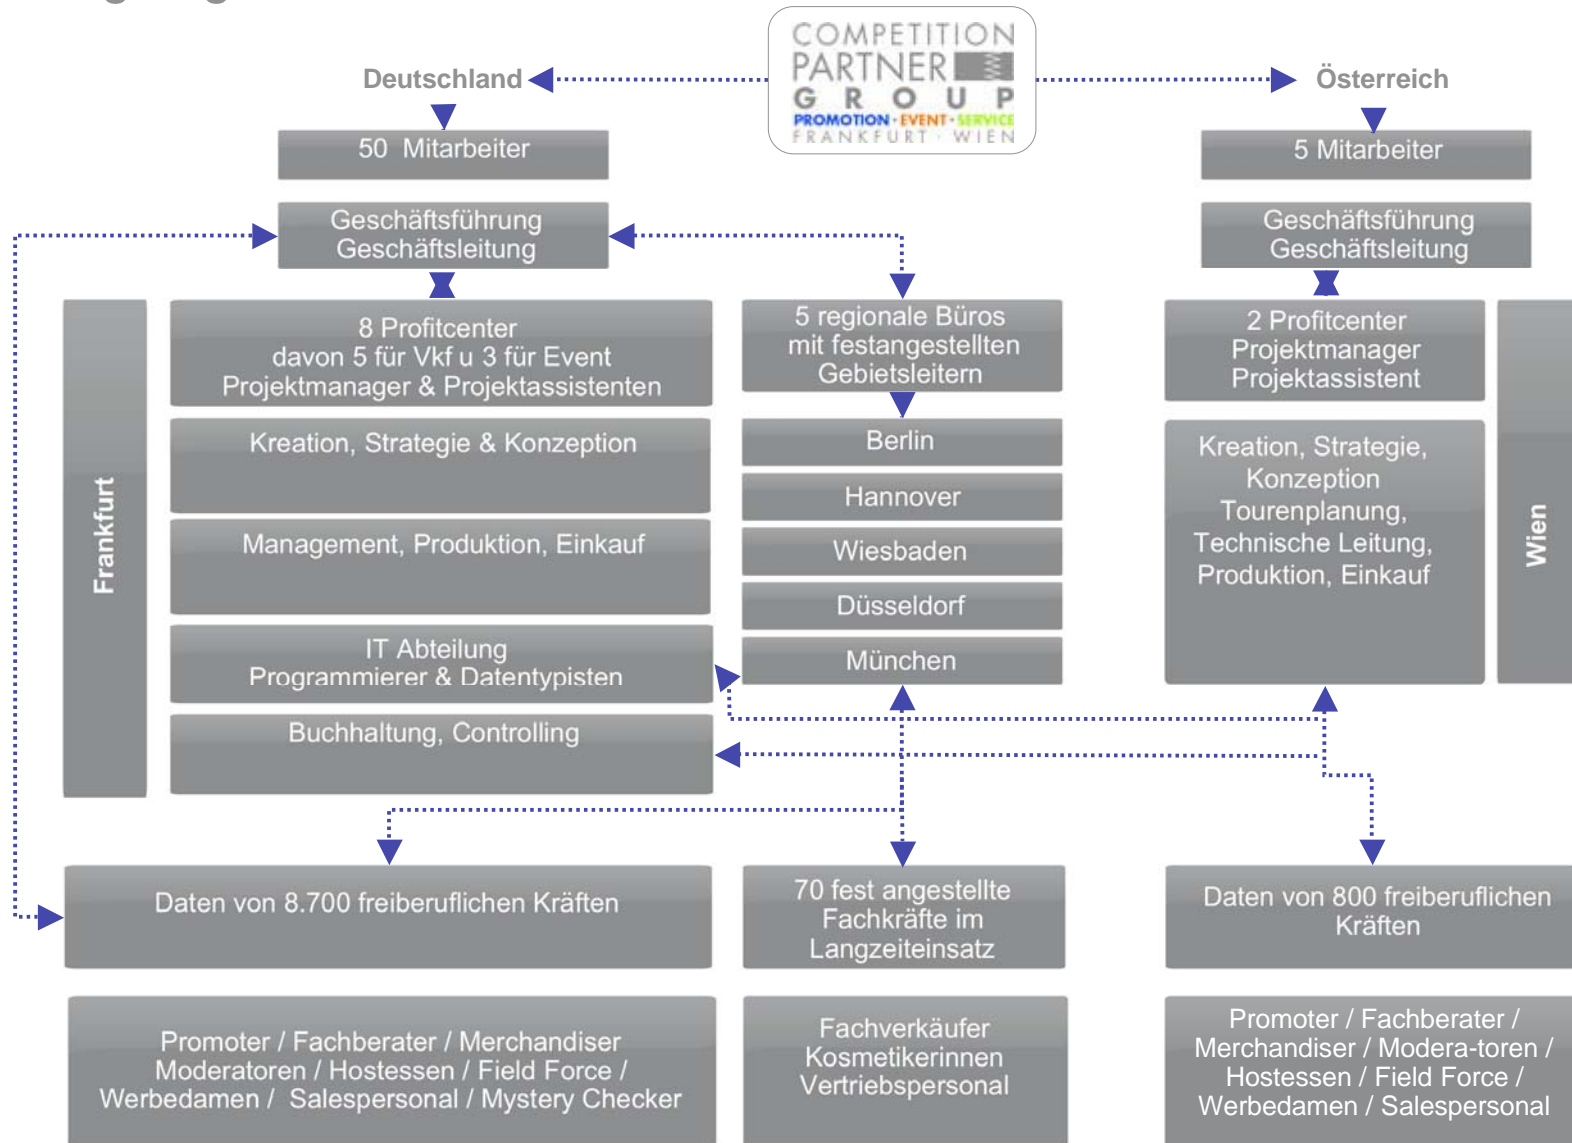 COMPETITION
PARTNER
GROUP
PROMOTION · EVENT · SERVICE
FRANKFURT · WIEN
Deutschland
Österreich
50 Mitarbeiter
5 Mitarbeiter
Geschäftsführung
Geschäftsleitung
Geschäftsführung
Geschäftsleitung
Frankfurt
8 Profitcenter
davon 5 für Vkf u 3 für Event
Projektmanager & Projektassistenten
Kreation, Strategie & Konzeption
Management, Produktion, Einkauf
IT Abteilung
Programmierer & Datentypisten
Buchhaltung, Controlling
5 regionale Büros
mit festangestellten
Gebietsleitern
Berlin
Hannover
Wiesbaden
Düsseldorf
München
2 Profitcenter
Projektmanager
Projektassistent
Kreation, Strategie,
Konzeption
Tourenplanung,
Technische Leitung,
Produktion, Einkauf
Wien
Daten von 8.700 freiberuflichen Kräften
70 fest angestellte
Fachkräfte im
Langzeiteinsatz
Daten von 800 freiberuflichen
Kräften
Promoter / Fachberater / Merchandiser
Moderatoren / Hostessen / Field Force /
Werbedamen / Salespersonal / Mystery Checker
Fachverkäufer
Kosmetikerinnen
Vertriebspersonal
Promoter / Fachberater /
Merchandiser / Modera-toren /
Hostessen / Field Force /
Werbedamen / Salespersonal